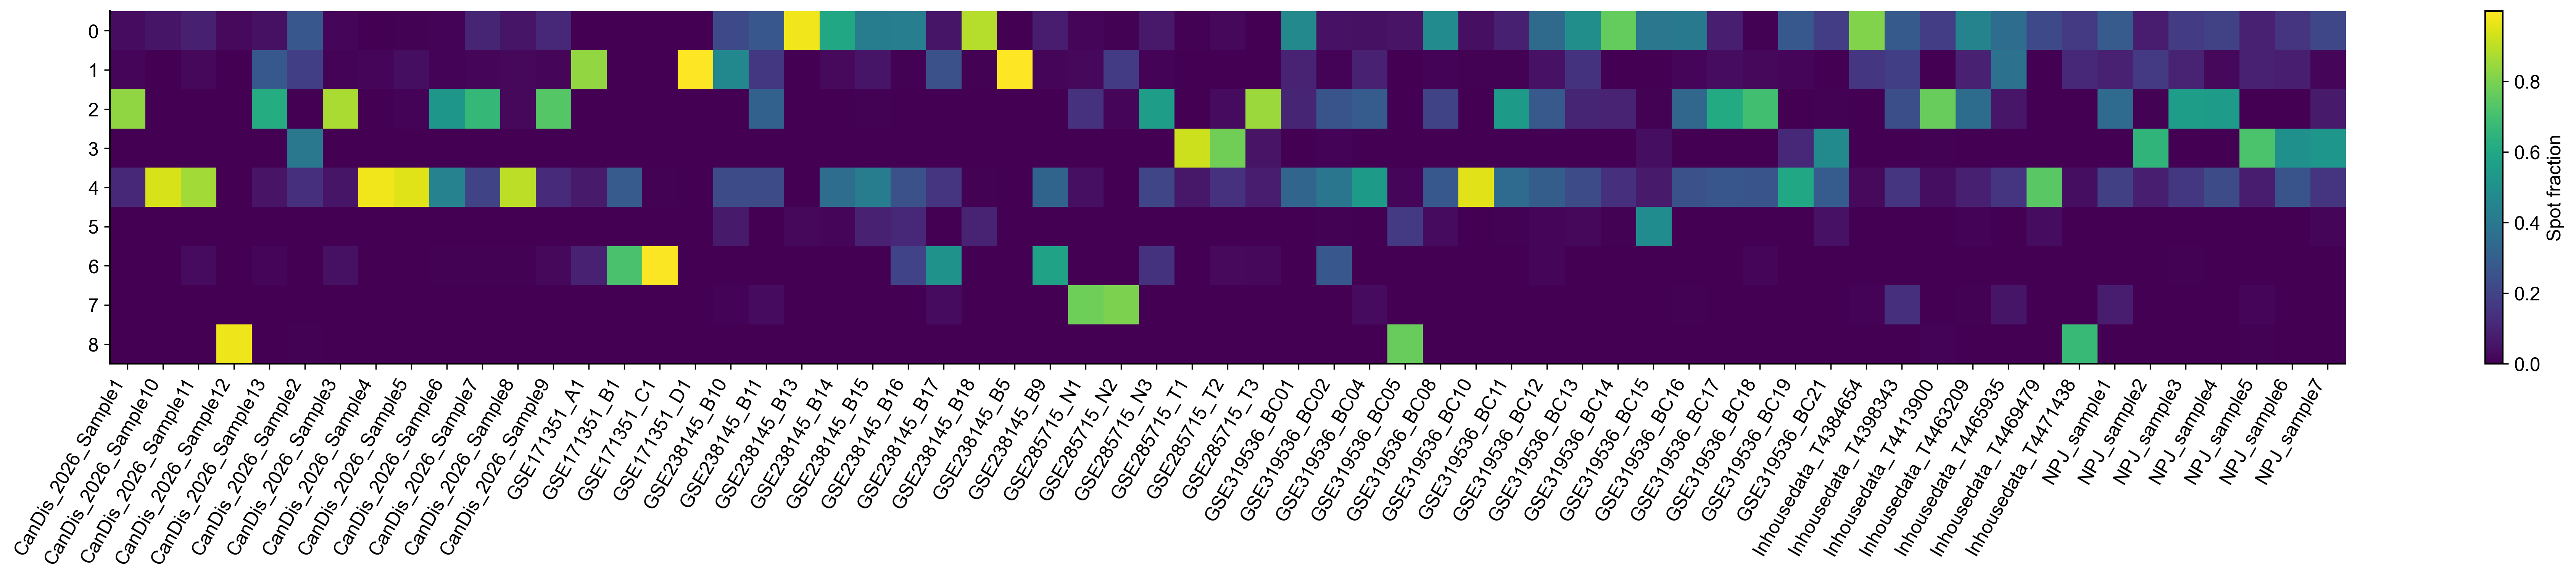 0
1
2
3
4
5
6
7
8
CanDis_2026_Sample1
CanDis_2026_Sample10
CanDis_2026_Sample11
CanDis_2026_Sample12
CanDis_2026_Sample13
CanDis_2026_Sample2
CanDis_2026_Sample3
CanDis_2026_Sample4
CanDis_2026_Sample5
CanDis_2026_Sample6
CanDis_2026_Sample7
CanDis_2026_Sample8
CanDis_2026_Sample9
GSE171351_A1
GSE171351_B1
GSE171351_C1
GSE171351_D1
GSE238145_B10
GSE238145_B11
GSE238145_B13
GSE238145_B14
GSE238145_B15
GSE238145_B16
GSE238145_B17
GSE238145_B18
GSE238145_B5
GSE238145_B9
GSE285715_N1
GSE285715_N2
GSE285715_N3
GSE285715_T1
GSE285715_T2
GSE285715_T3
GSE319536_BC01
GSE319536_BC02
GSE319536_BC04
GSE319536_BC05
GSE319536_BC08
GSE319536_BC10
GSE319536_BC11
GSE319536_BC12
GSE319536_BC13
GSE319536_BC14
GSE319536_BC15
GSE319536_BC16
GSE319536_BC17
GSE319536_BC18
GSE319536_BC19
GSE319536_BC21
Inhousedata_T4384654
Inhousedata_T4398343
Inhousedata_T4413900
Inhousedata_T4463209
Inhousedata_T4465935
Inhousedata_T4469479
Inhousedata_T4471438
NPJ_sample1
NPJ_sample2
NPJ_sample3
NPJ_sample4
NPJ_sample5
NPJ_sample6
NPJ_sample7
0.8
0.6
0.4
0.2
0.0
Spot fraction